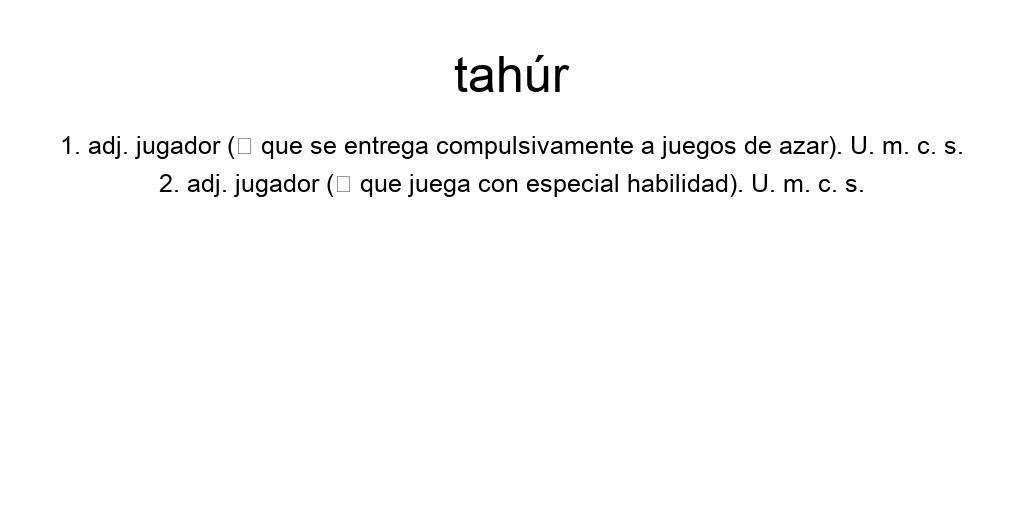 tahúr
1. adj. jugador (□ que se entrega compulsivamente a juegos de azar). U. m. c. s.
2. adj. jugador (□ que juega con especial habilidad). U. m. c. s.